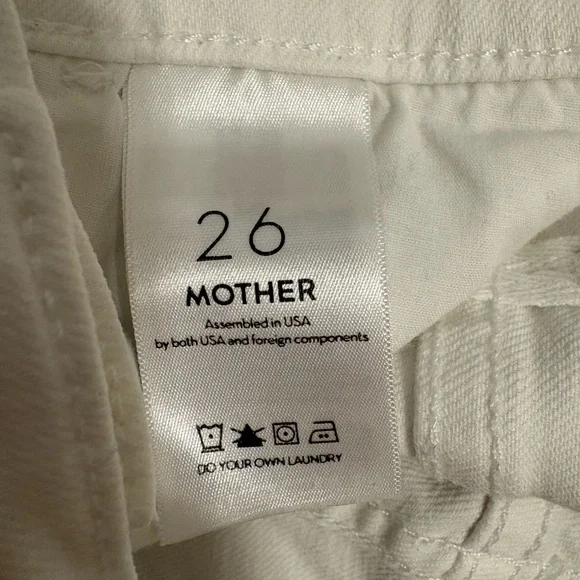 26
MOTHER
Assembled in USA
by both USA and foreign components
DO YOUR OWN LAUNDRY